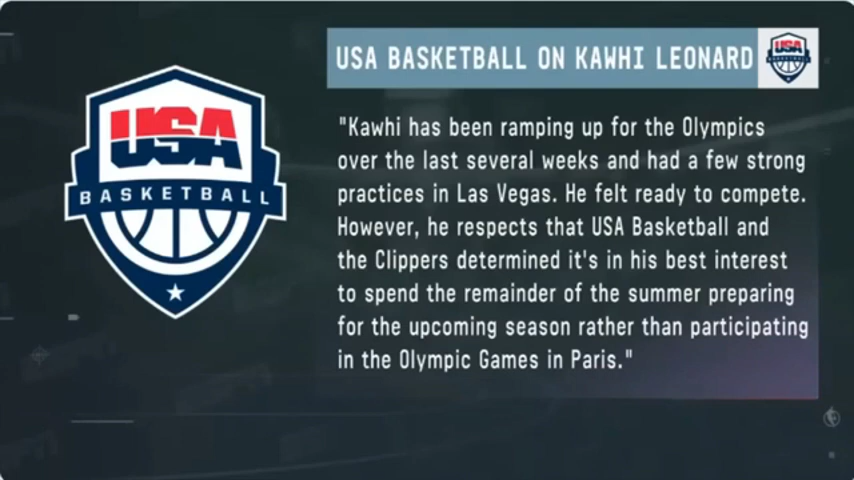 USA BASKETBALL ON KAWHI LEONARD
USA
BASKETBALL
USA
BASKETBALL
"Kawhi has been ramping up for the Olympics
over the last several weeks and had a few strong
practices in Las Vegas. He felt ready to compete.
However, he respects that USA Basketball and
the Clippers determined it's in his best interest
to spend the remainder of the summer preparing
for the upcoming season rather than participating
in the Olympic Games in Paris."